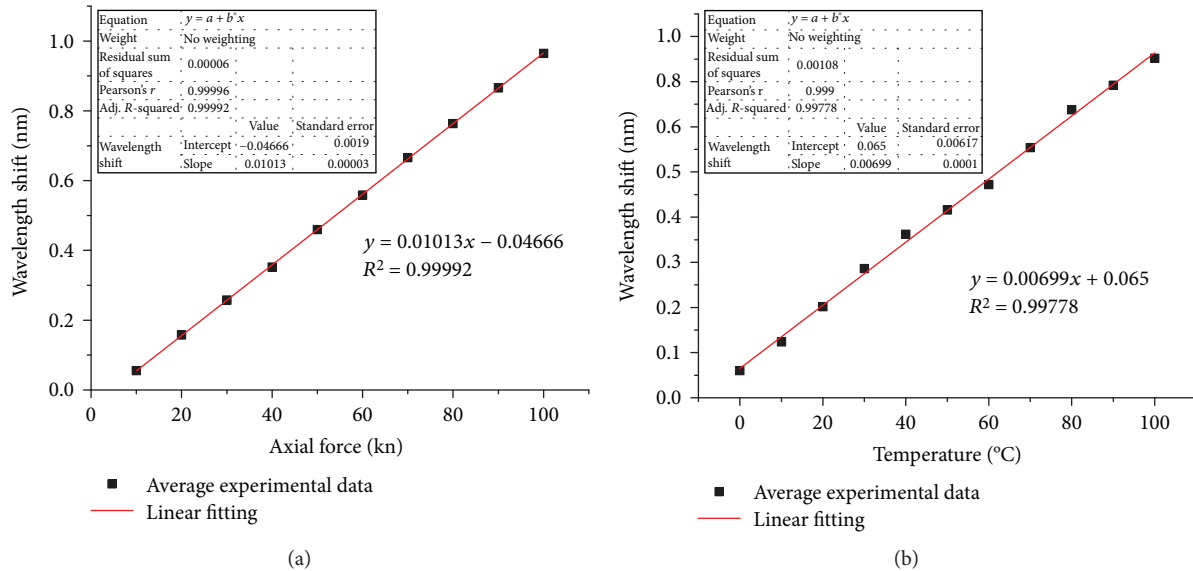 Equation y = a + b*x
Weight No weighting
Residual sum of squares 0.00006
Pearson's r 0.99996
Adj. R-squared 0.99992
Value Standard error
Wavelength shift Intercept −0.04666 0.0019
Slope 0.01013 0.00003
1.0
0.8
0.6
0.4
0.2
0.0
Wavelength shift (nm)
y = 0.01013x − 0.04666
R² = 0.99992
0 20 40 60 80 100
Axial force (kn)
Average experimental data
Linear fitting
(a)
Equation y = a + b*x
Weight No weighting
Residual sum of squares 0.00108
Pearson's r 0.999
Adj. R-squared 0.99778
Value Standard error
Wavelength shift Intercept 0.065 0.00617
Slope 0.00699 0.0001
1.0
0.8
0.7
0.5
0.4
0.3
0.2
0.1
0.0
Wavelength shift (nm)
y = 0.00699x + 0.065
R² = 0.99778
0 20 40 60 80 100
Temperature (°C)
Average experimental data
Linear fitting
(b)